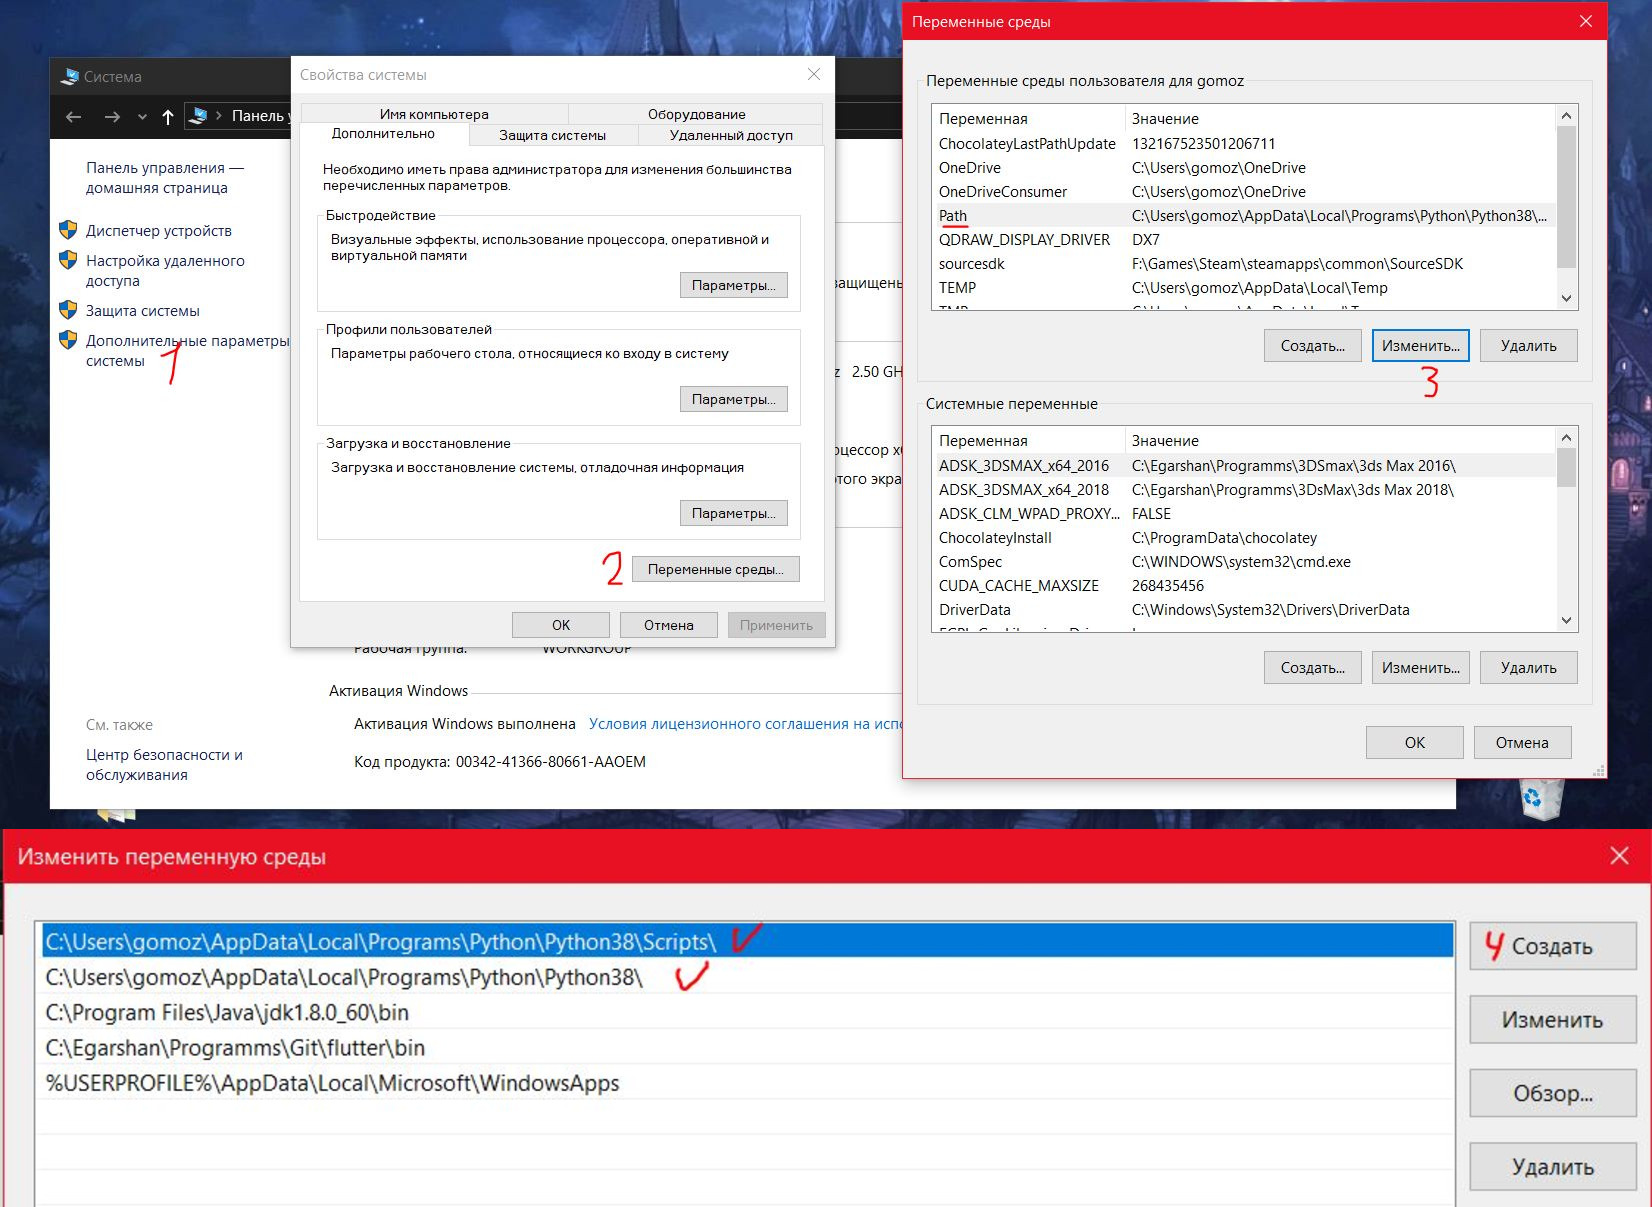 Система
Панель у
Панель управления —
домашняя страница
Диспетчер устройств
Настройка удаленного
доступа
Защита системы
Дополнительные параметры
системы
1
См. также
Центр безопасности и
обслуживания
Свойства системы
Имя компьютера
Оборудование
Дополнительно
Защита системы
Удаленный доступ
Необходимо иметь права администратора для изменения большинства
перечисленных параметров.
Быстродействие
Визуальные эффекты, использование процессора, оперативной и
виртуальной памяти
Параметры...
Профили пользователей
Параметры рабочего стола, относящиеся ко входу в систему
Параметры...
Загрузка и восстановление
Загрузка и восстановление системы, отладочная информация
Параметры...
2
Переменные среды...
OK
Отмена
Применить
2.50 GH
Рабочая группа:
WORKGROUP
Активация Windows
Активация Windows выполнена Условия лицензионного соглашения на испо
Код продукта: 00342-41366-80661-AAOEM
Переменные среды
Переменные среды пользователя для gomoz
Переменная Значение
ChocolateyLastPathUpdate 132167523501206711
OneDrive C:\Users\gomoz\OneDrive
OneDriveConsumer C:\Users\gomoz\OneDrive
Path C:\Users\gomoz\AppData\Local\Programs\Python\Python38\...
QDRAW_DISPLAY_DRIVER DX7
sourcesdk F:\Games\Steam\steamapps\common\SourceSDK
TEMP C:\Users\gomoz\AppData\Local\Temp
Создать...
Изменить...
Удалить
3
Системные переменные
Переменная Значение
ADSK_3DSMAX_x64_2016 C:\Egarshan\Programms\3DSmax\3ds Max 2016\
ADSK_3DSMAX_x64_2018 C:\Egarshan\Programms\3DsMax\3ds Max 2018\
ADSK_CLM_WPAD_PROXY... FALSE
ChocolateyInstall C:\ProgramData\chocolatey
ComSpec C:\WINDOWS\system32\cmd.exe
CUDA_CACHE_MAXSIZE 268435456
DriverData C:\Windows\System32\Drivers\DriverData
Создать...
Изменить...
Удалить
OK
Отмена
Изменить переменную среды
C:\Users\gomoz\AppData\Local\Programs\Python\Python38\Scripts\
C:\Users\gomoz\AppData\Local\Programs\Python\Python38\
C:\Program Files\Java\jdk1.8.0_60\bin
C:\Egarshan\Programms\Git\flutter\bin
%USERPROFILE%\AppData\Local\Microsoft\WindowsApps
4 Создать
Изменить
Обзор...
Удалить